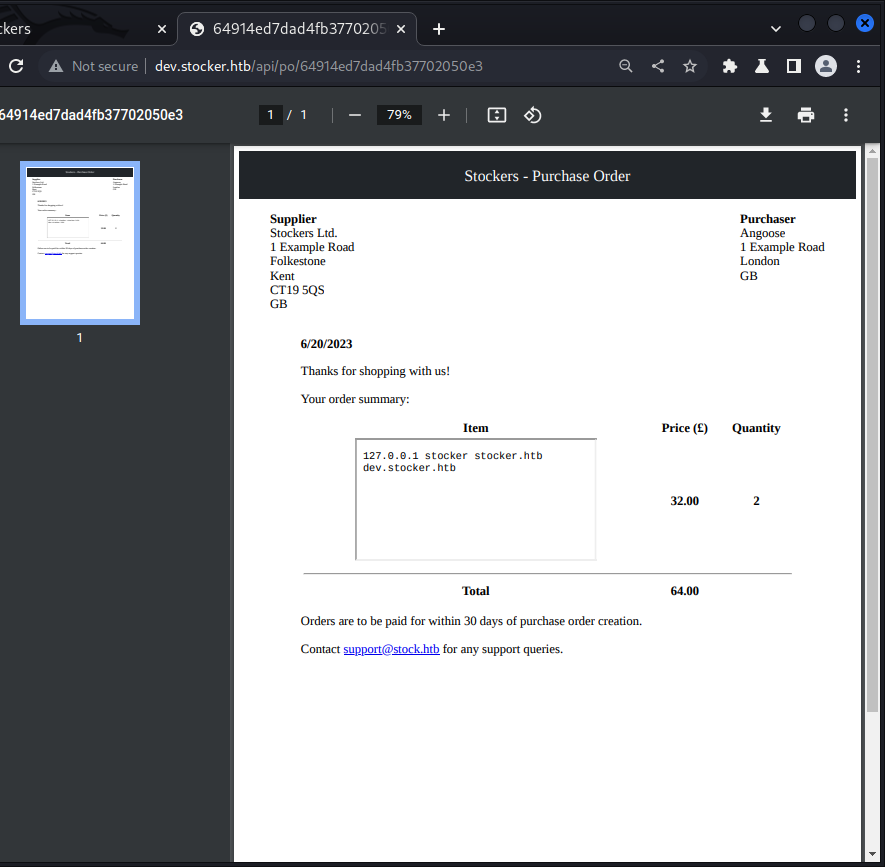 ckers
64914ed7dad4fb3770205
Not secure dev.stocker.htb/api/po/64914ed7dad4fb37702050e3
64914ed7dad4fb37702050e3
1 / 1
79%
1
Stockers - Purchase Order
Supplier
Stockers Ltd.
1 Example Road
Folkestone
Kent
CT19 5QS
GB
Purchaser
Angoose
1 Example Road
London
GB
6/20/2023
Thanks for shopping with us!
Your order summary:
Item Price (£) Quantity
127.0.0.1 stocker stocker.htb
dev.stocker.htb
32.00 2
Total 64.00
Orders are to be paid for within 30 days of purchase order creation.
Contact support@stock.htb for any support queries.